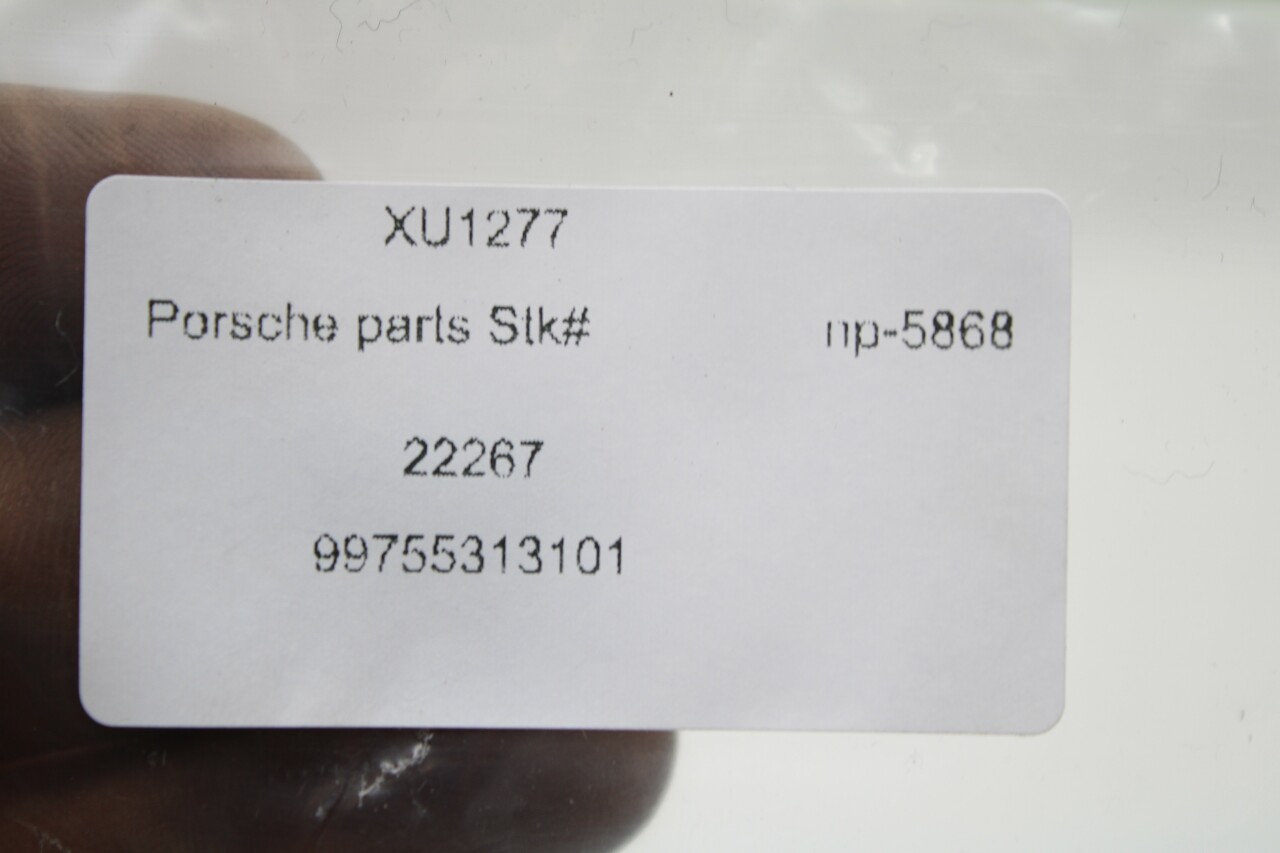 XU1277
Porsche parts Stk# np-5868
22267
99755313101